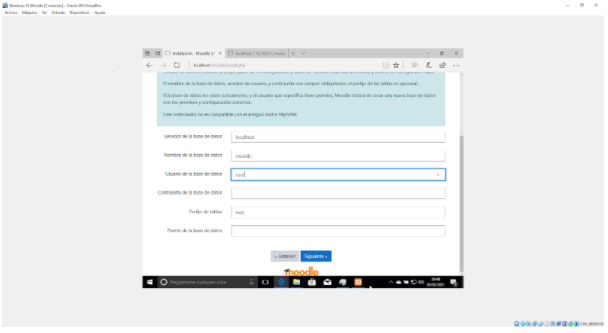 Windows 10 Moodle [Corriendo] - Oracle VM VirtualBox
Archivo Máquina Ver Entrada Dispositivos Ayuda
Instalación - Moodle 3.
localhost / 127.0.0.1 / mood
localhost/moodle/install.php
El nombre de la base de datos, nombre de usuario, y contraseña son campos obligatorios; el prefijo de las tablas es opcional.
Si la base de datos no existe actualmente, y el usuario que especifica tiene permiso, Moodle tratará de crear una nueva base de datos
con los permisos y configuración correctos.
Este controlador no es compatible con el antiguo motor MyISAM.
Servidor de la base de datos
localhost
Nombre de la base de datos
moodle
Usuario de la base de datos
root
Contraseña de la base de datos
Prefijo de tablas
mdl_
Puerto de la base de datos
« Anterior
Siguiente »
moodle
Pregúntame cualquier cosa
CTRL DERECHA